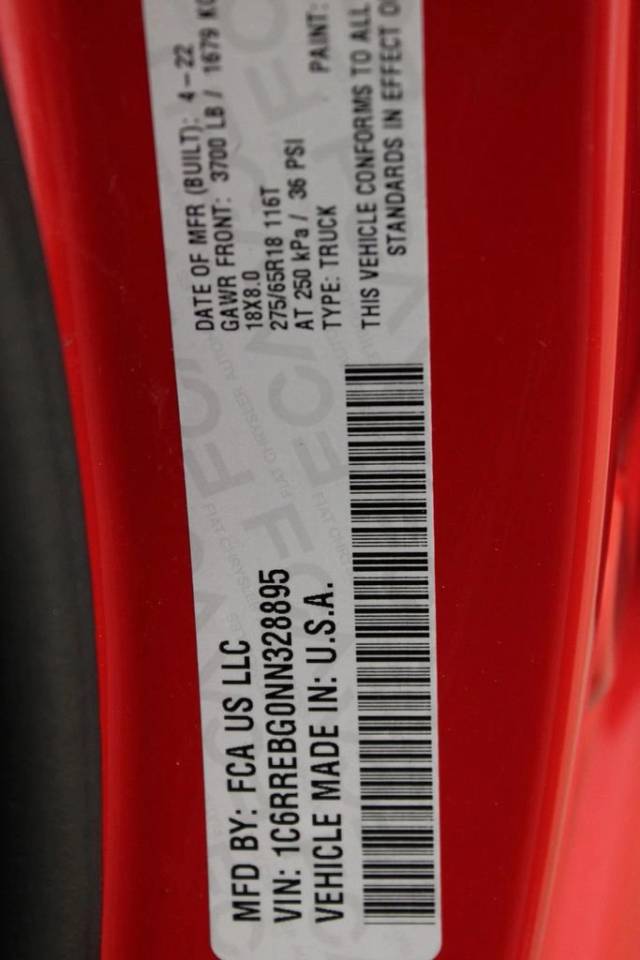 MFD BY: FCA US LLC
VIN: 1C6RREBG0NN328895
VEHICLE MADE IN: U.S.A.
DATE OF MFR (BUILT): 4-22
GAWR FRONT: 3700 LB / 1679 KG
18X8.0
275/65R18 116T
AT 250 kPa / 36 PSI
TYPE: TRUCK PAINT:
THIS VEHICLE CONFORMS TO ALL
STANDARDS IN EFFECT